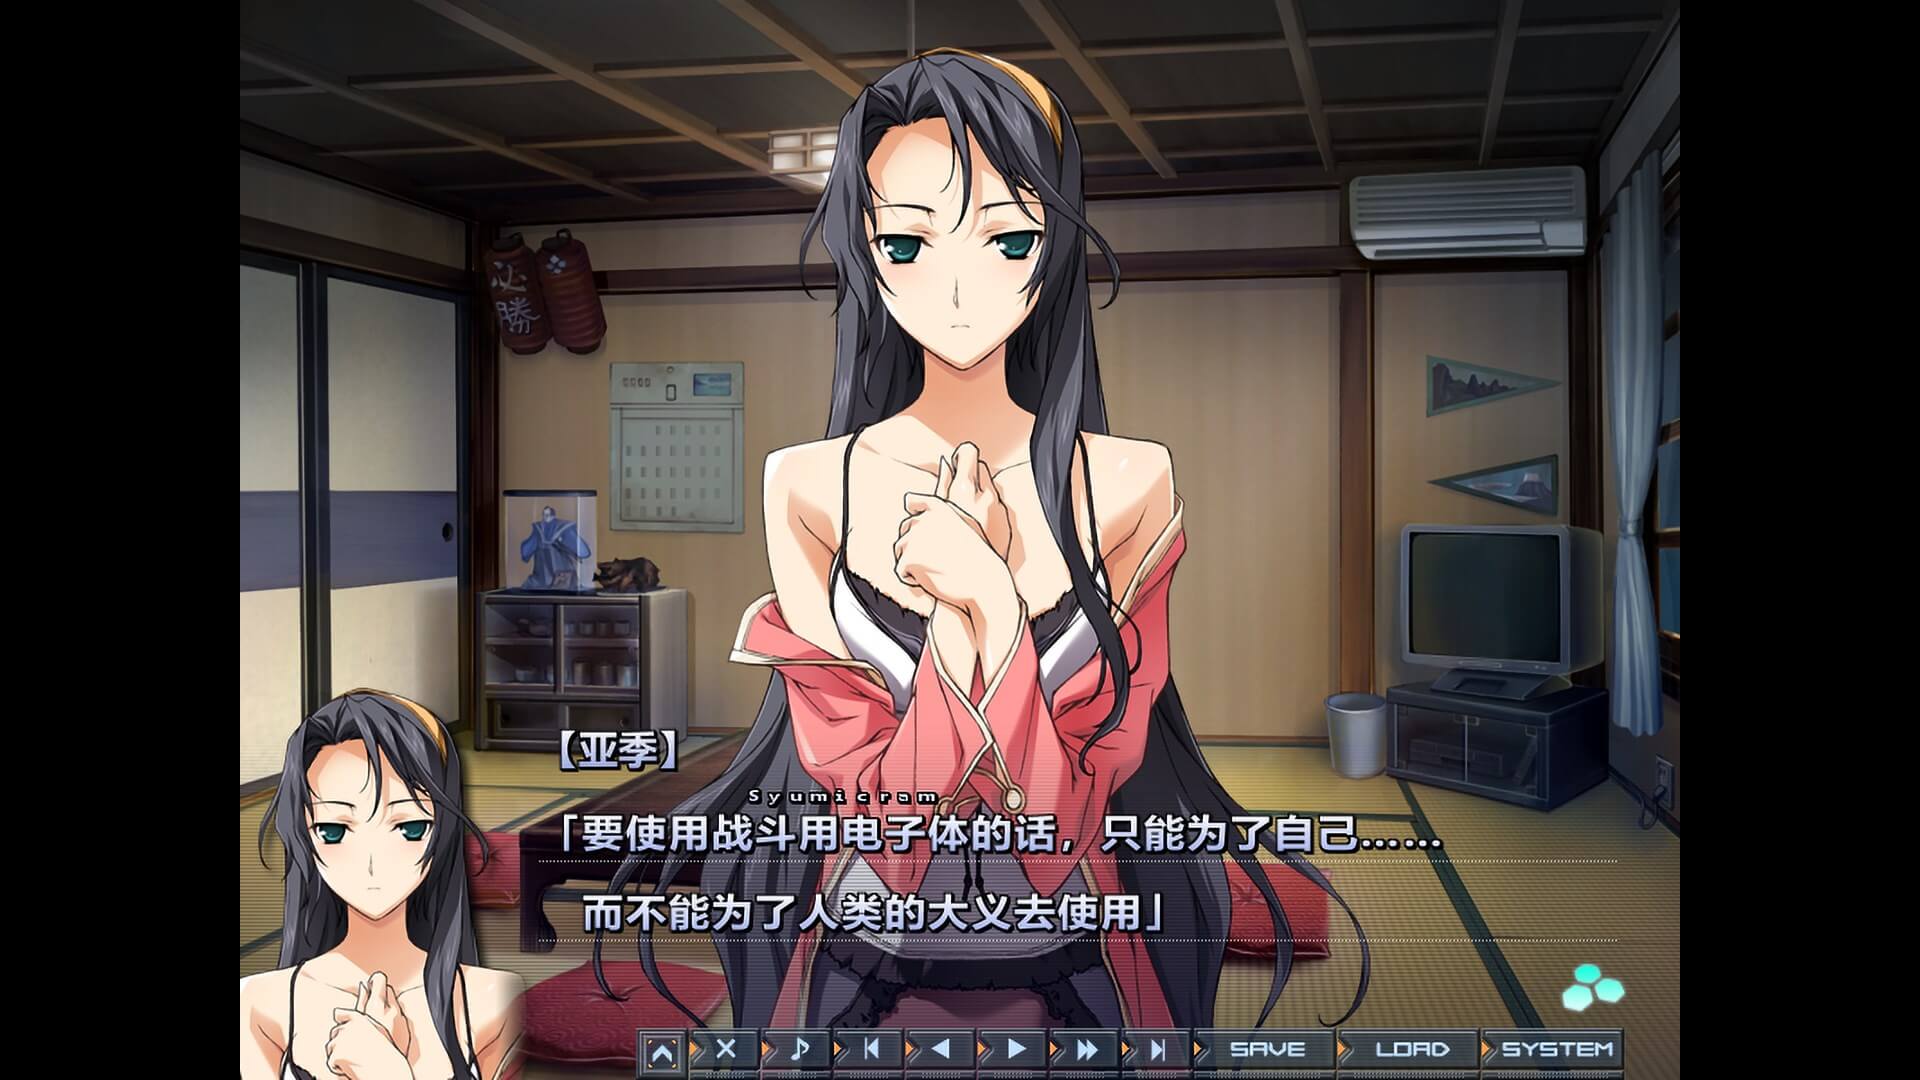 必
勝
【亚季】
Syumicram
「要使用战斗用电子体的话，只能为了自己……
而不能为了人类的大义去使用」
SAVE
LOAD
SYSTEM